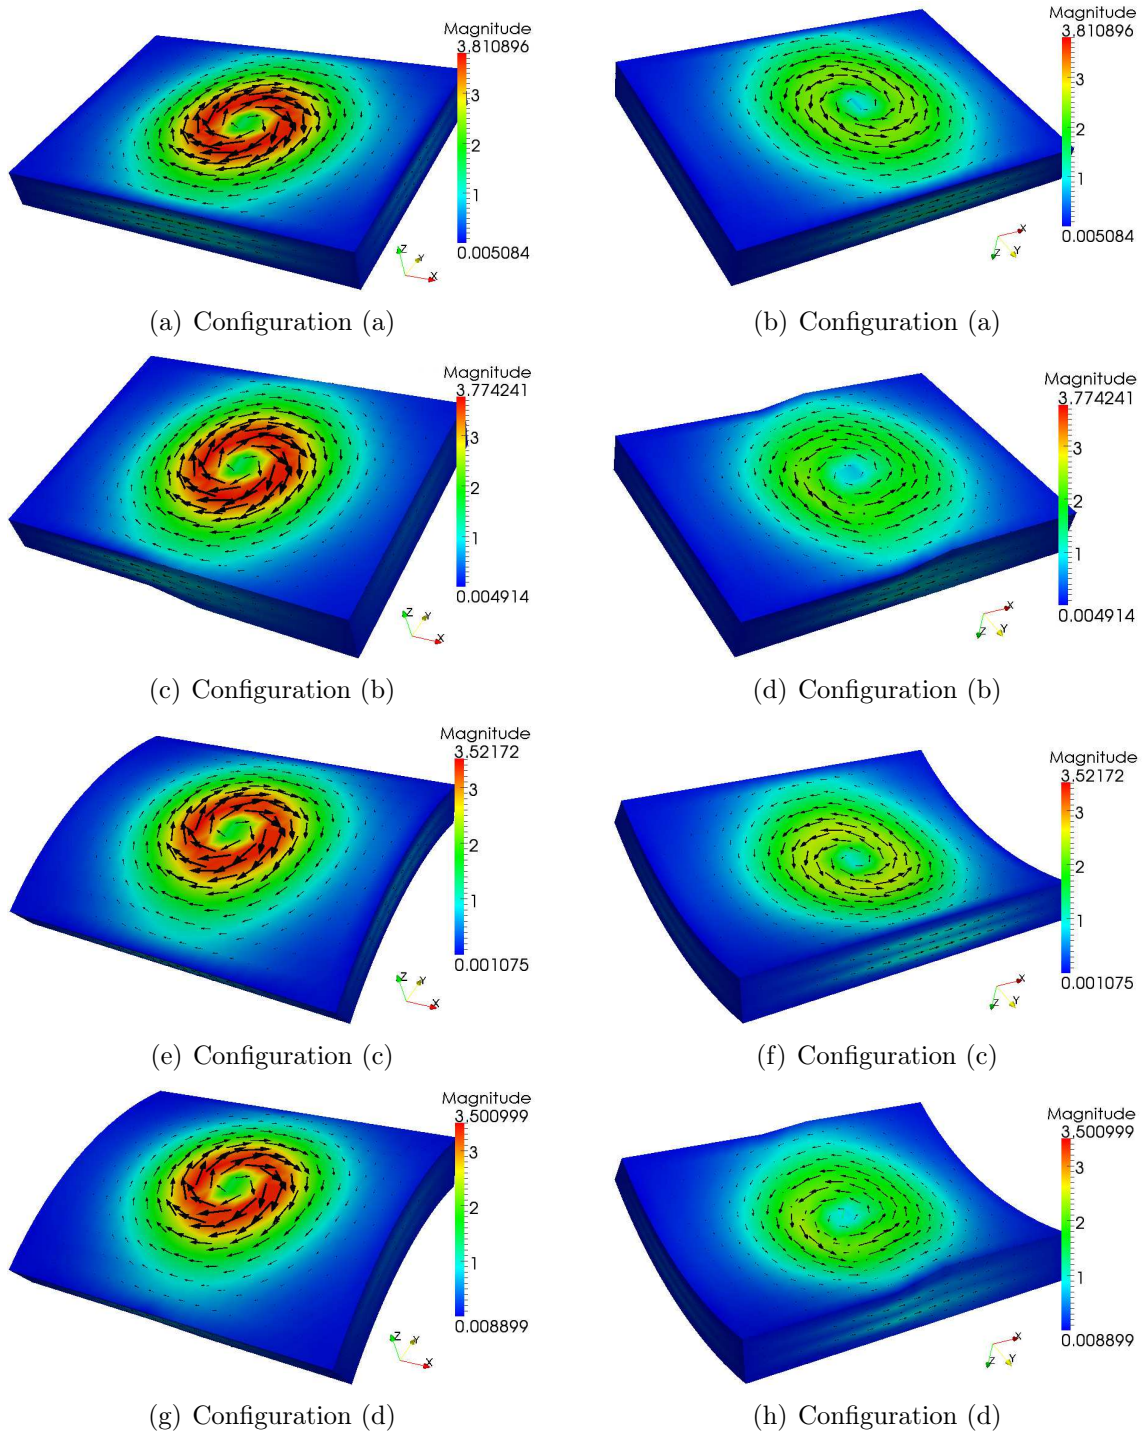 Magnitude
3.810896
3
2
1
0.005084
Z
Y
X
(a) Configuration (a)
Magnitude
3.810896
3
2
1
0.005084
X
Z
Y
(b) Configuration (a)
Magnitude
3.774241
3
2
1
0.004914
Z
Y
X
(c) Configuration (b)
Magnitude
3.774241
3
2
1
0.004914
X
Z
Y
(d) Configuration (b)
Magnitude
3.52172
3
2
1
0.001075
Z
Y
X
(e) Configuration (c)
Magnitude
3.52172
3
2
1
0.001075
X
Z
Y
(f) Configuration (c)
Magnitude
3.500999
3
2
1
0.008899
Z
Y
X
(g) Configuration (d)
Magnitude
3.500999
3
2
1
0.008899
X
Z
Y
(h) Configuration (d)